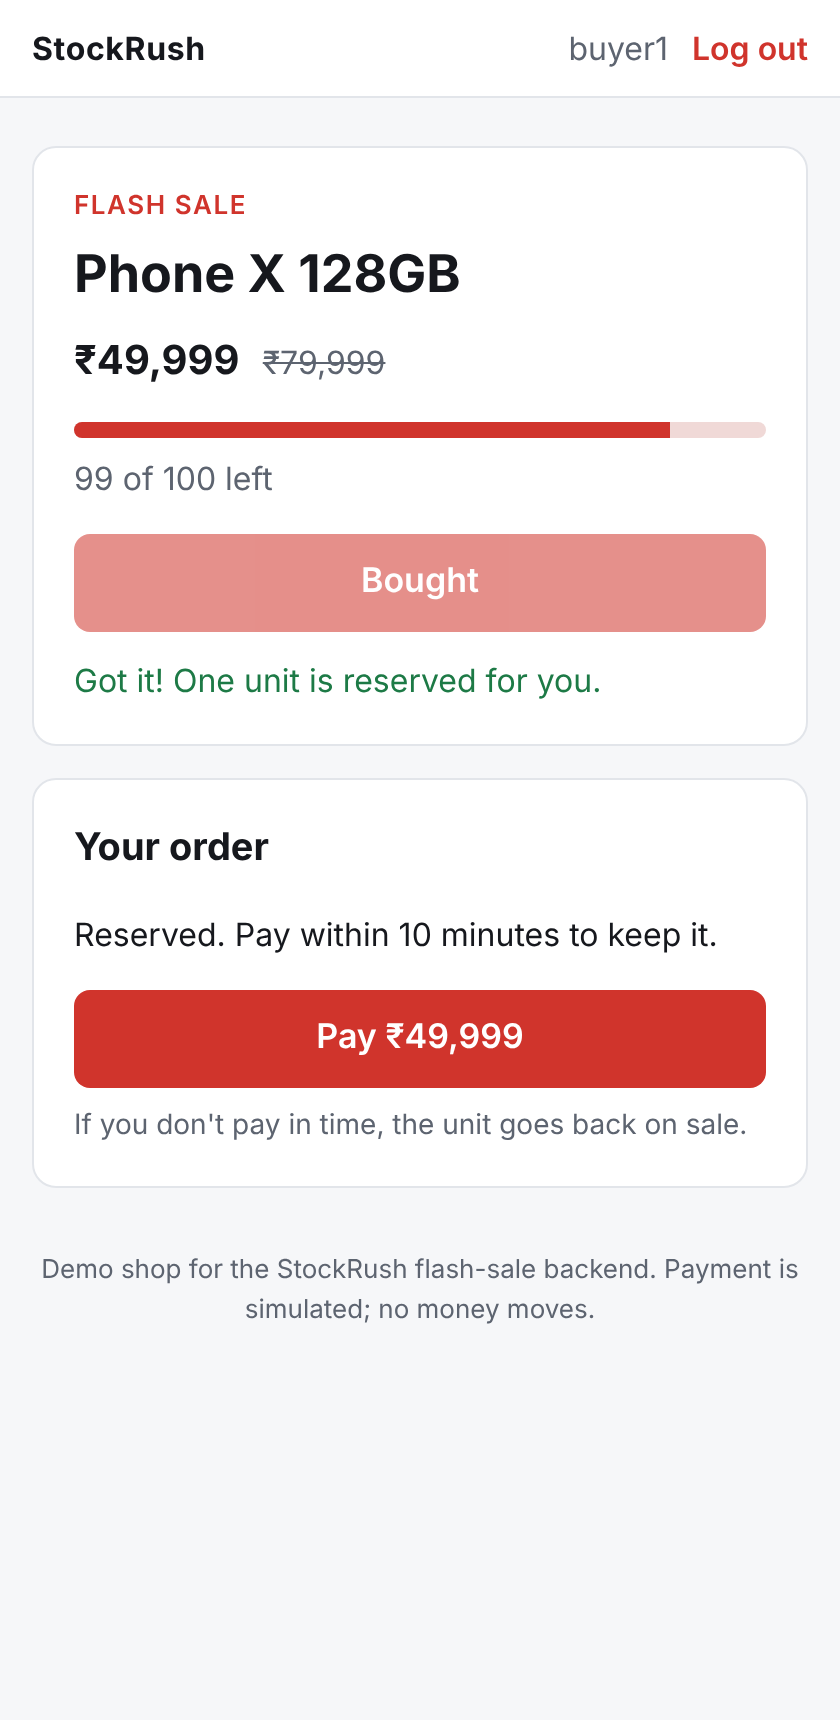 StockRush buyer1 Log out
FLASH SALE
Phone X 128GB
₹49,999 ₹79,999
99 of 100 left
Bought
Got it! One unit is reserved for you.
Your order
Reserved. Pay within 10 minutes to keep it.
Pay ₹49,999
If you don't pay in time, the unit goes back on sale.
Demo shop for the StockRush flash-sale backend. Payment is
simulated; no money moves.